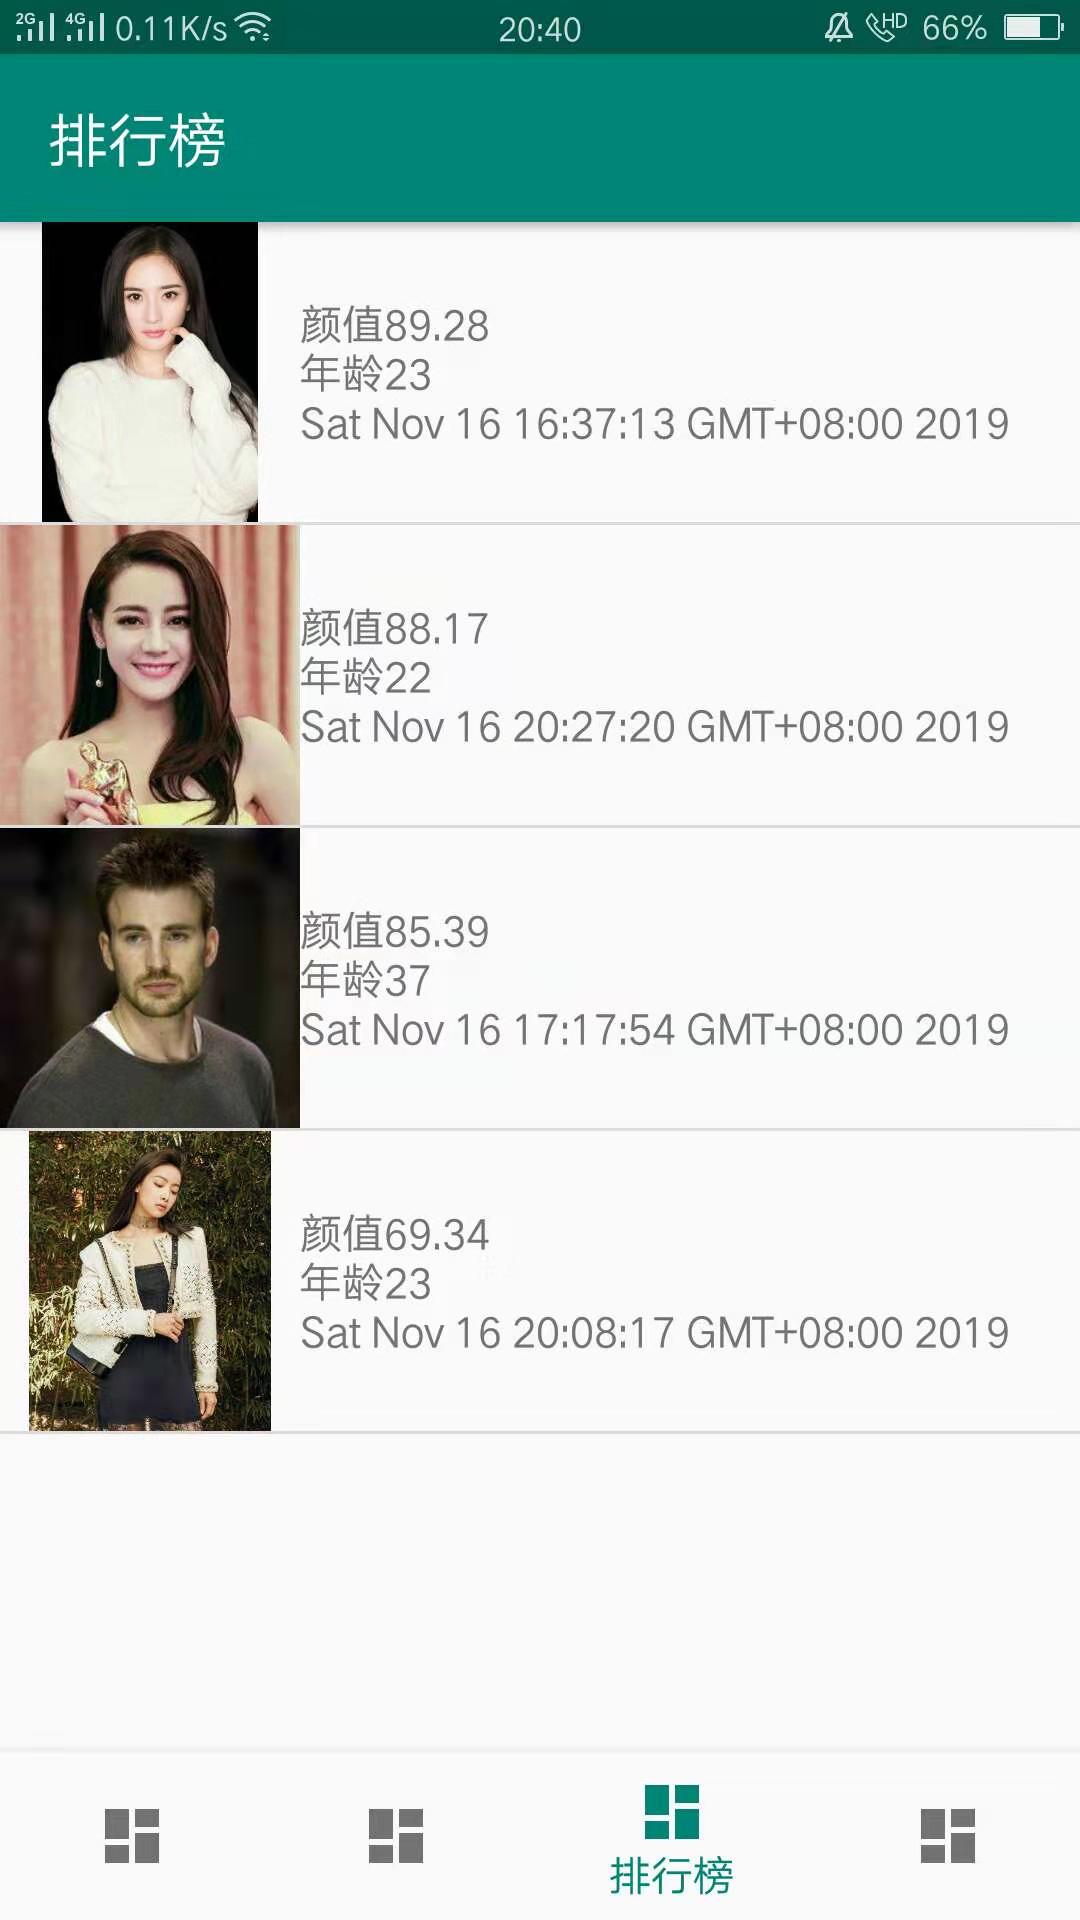 2G 4G 0.11K/s 20:40 HD 66%
排行榜
颜值89.28
年龄23
Sat Nov 16 16:37:13 GMT+08:00 2019
颜值88.17
年龄22
Sat Nov 16 20:27:20 GMT+08:00 2019
颜值85.39
年龄37
Sat Nov 16 17:17:54 GMT+08:00 2019
颜值69.34
年龄23
Sat Nov 16 20:08:17 GMT+08:00 2019
排行榜